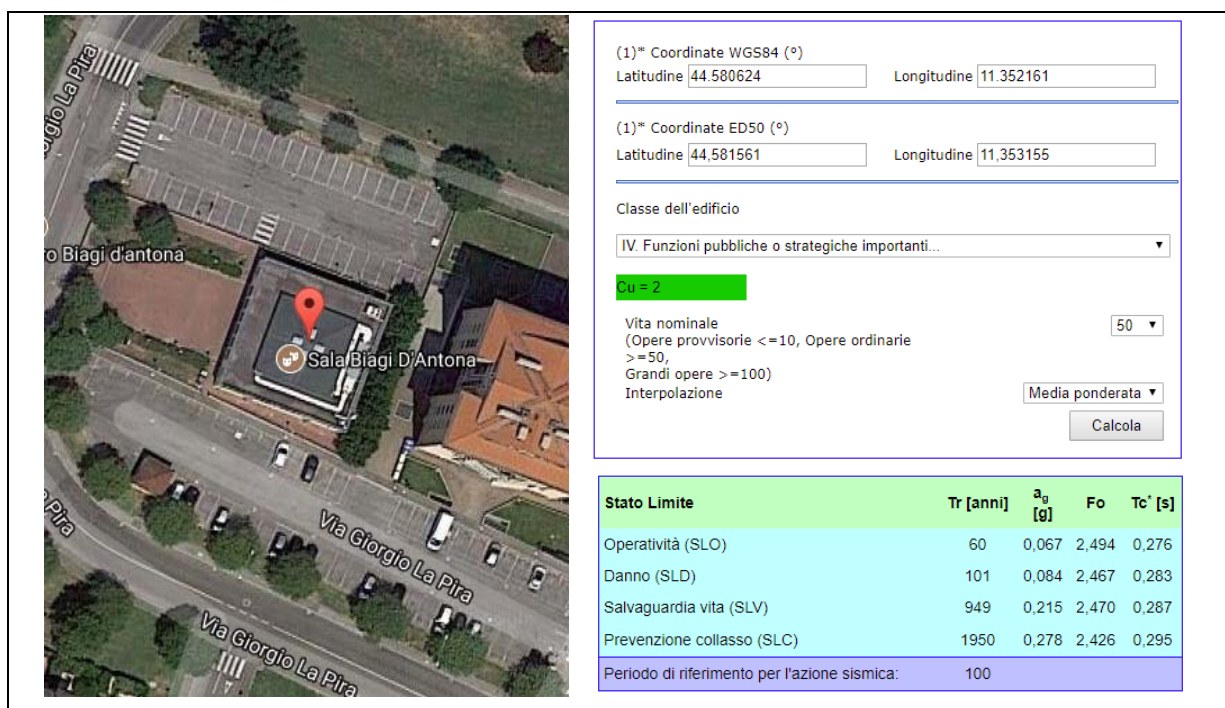 orgio La Pira
ro Biagi d'antona
Sala Biagi D'Antona
Via Giorgio La Pira
Via Giorgio La Pira
Pira
(1)* Coordinate WGS84 (°)
Latitudine 44.580624 Longitudine 11.352161
(1)* Coordinate ED50 (°)
Latitudine 44,581561 Longitudine 11,353155
Classe dell'edificio
IV. Funzioni pubbliche o strategiche importanti...
Cu = 2
Vita nominale 50
(Opere provvisorie <=10, Opere ordinarie
>=50,
Grandi opere >=100)
Interpolazione Media ponderata
Calcola
Stato Limite Tr [anni] ag [g] Fo Tc* [s]
Operatività (SLO) 60 0,067 2,494 0,276
Danno (SLD) 101 0,084 2,467 0,283
Salvaguardia vita (SLV) 949 0,215 2,470 0,287
Prevenzione collasso (SLC) 1950 0,278 2,426 0,295
Periodo di riferimento per l'azione sismica: 100